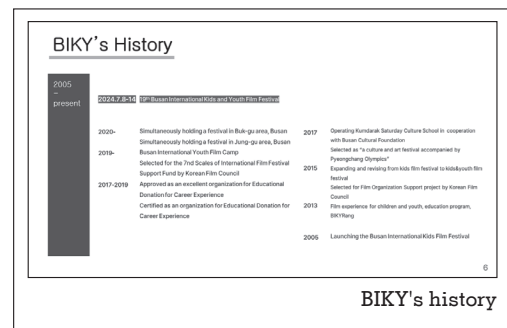 BIKY's History
2005
–
present
2024.7.8-14 19th Busan International Kids and Youth Film Festival
2020- Simultaneously holding a festival in Buk-gu area, Busan
Simultaneously holding a festival in Jung-gu area, Busan
2019- Busan International Youth Film Camp
Selected for the 7nd Scales of International Film Festival
Support Fund by Korean Film Council
2017-2019 Approved as an excellent organization for Educational
Donation for Career Experience
Certified as an organization for Educational Donation for
Career Experience
2017 Operating Kumdarak Saturday Culture School in cooperation
with Busan Cultural Foundation
Selected as "a culture and art festival accompanied by
Pyeongchang Olympics"
2015 Expanding and revising from kids film festival to kids&youth film
festival
Selected for Film Organization Support project by Korean Film
Council
2013 Film experience for children and youth, education program,
BIKYRang
2005 Launching the Busan International Kids Film Festival
6
BIKY's history